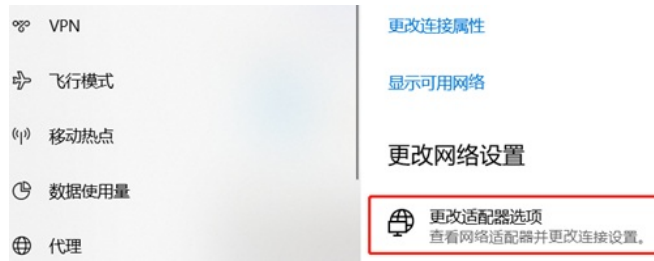 VPN
飞行模式
移动热点
数据使用量
代理
更改连接属性
显示可用网络
更改网络设置
更改适配器选项
查看网络适配器并更改连接设置。